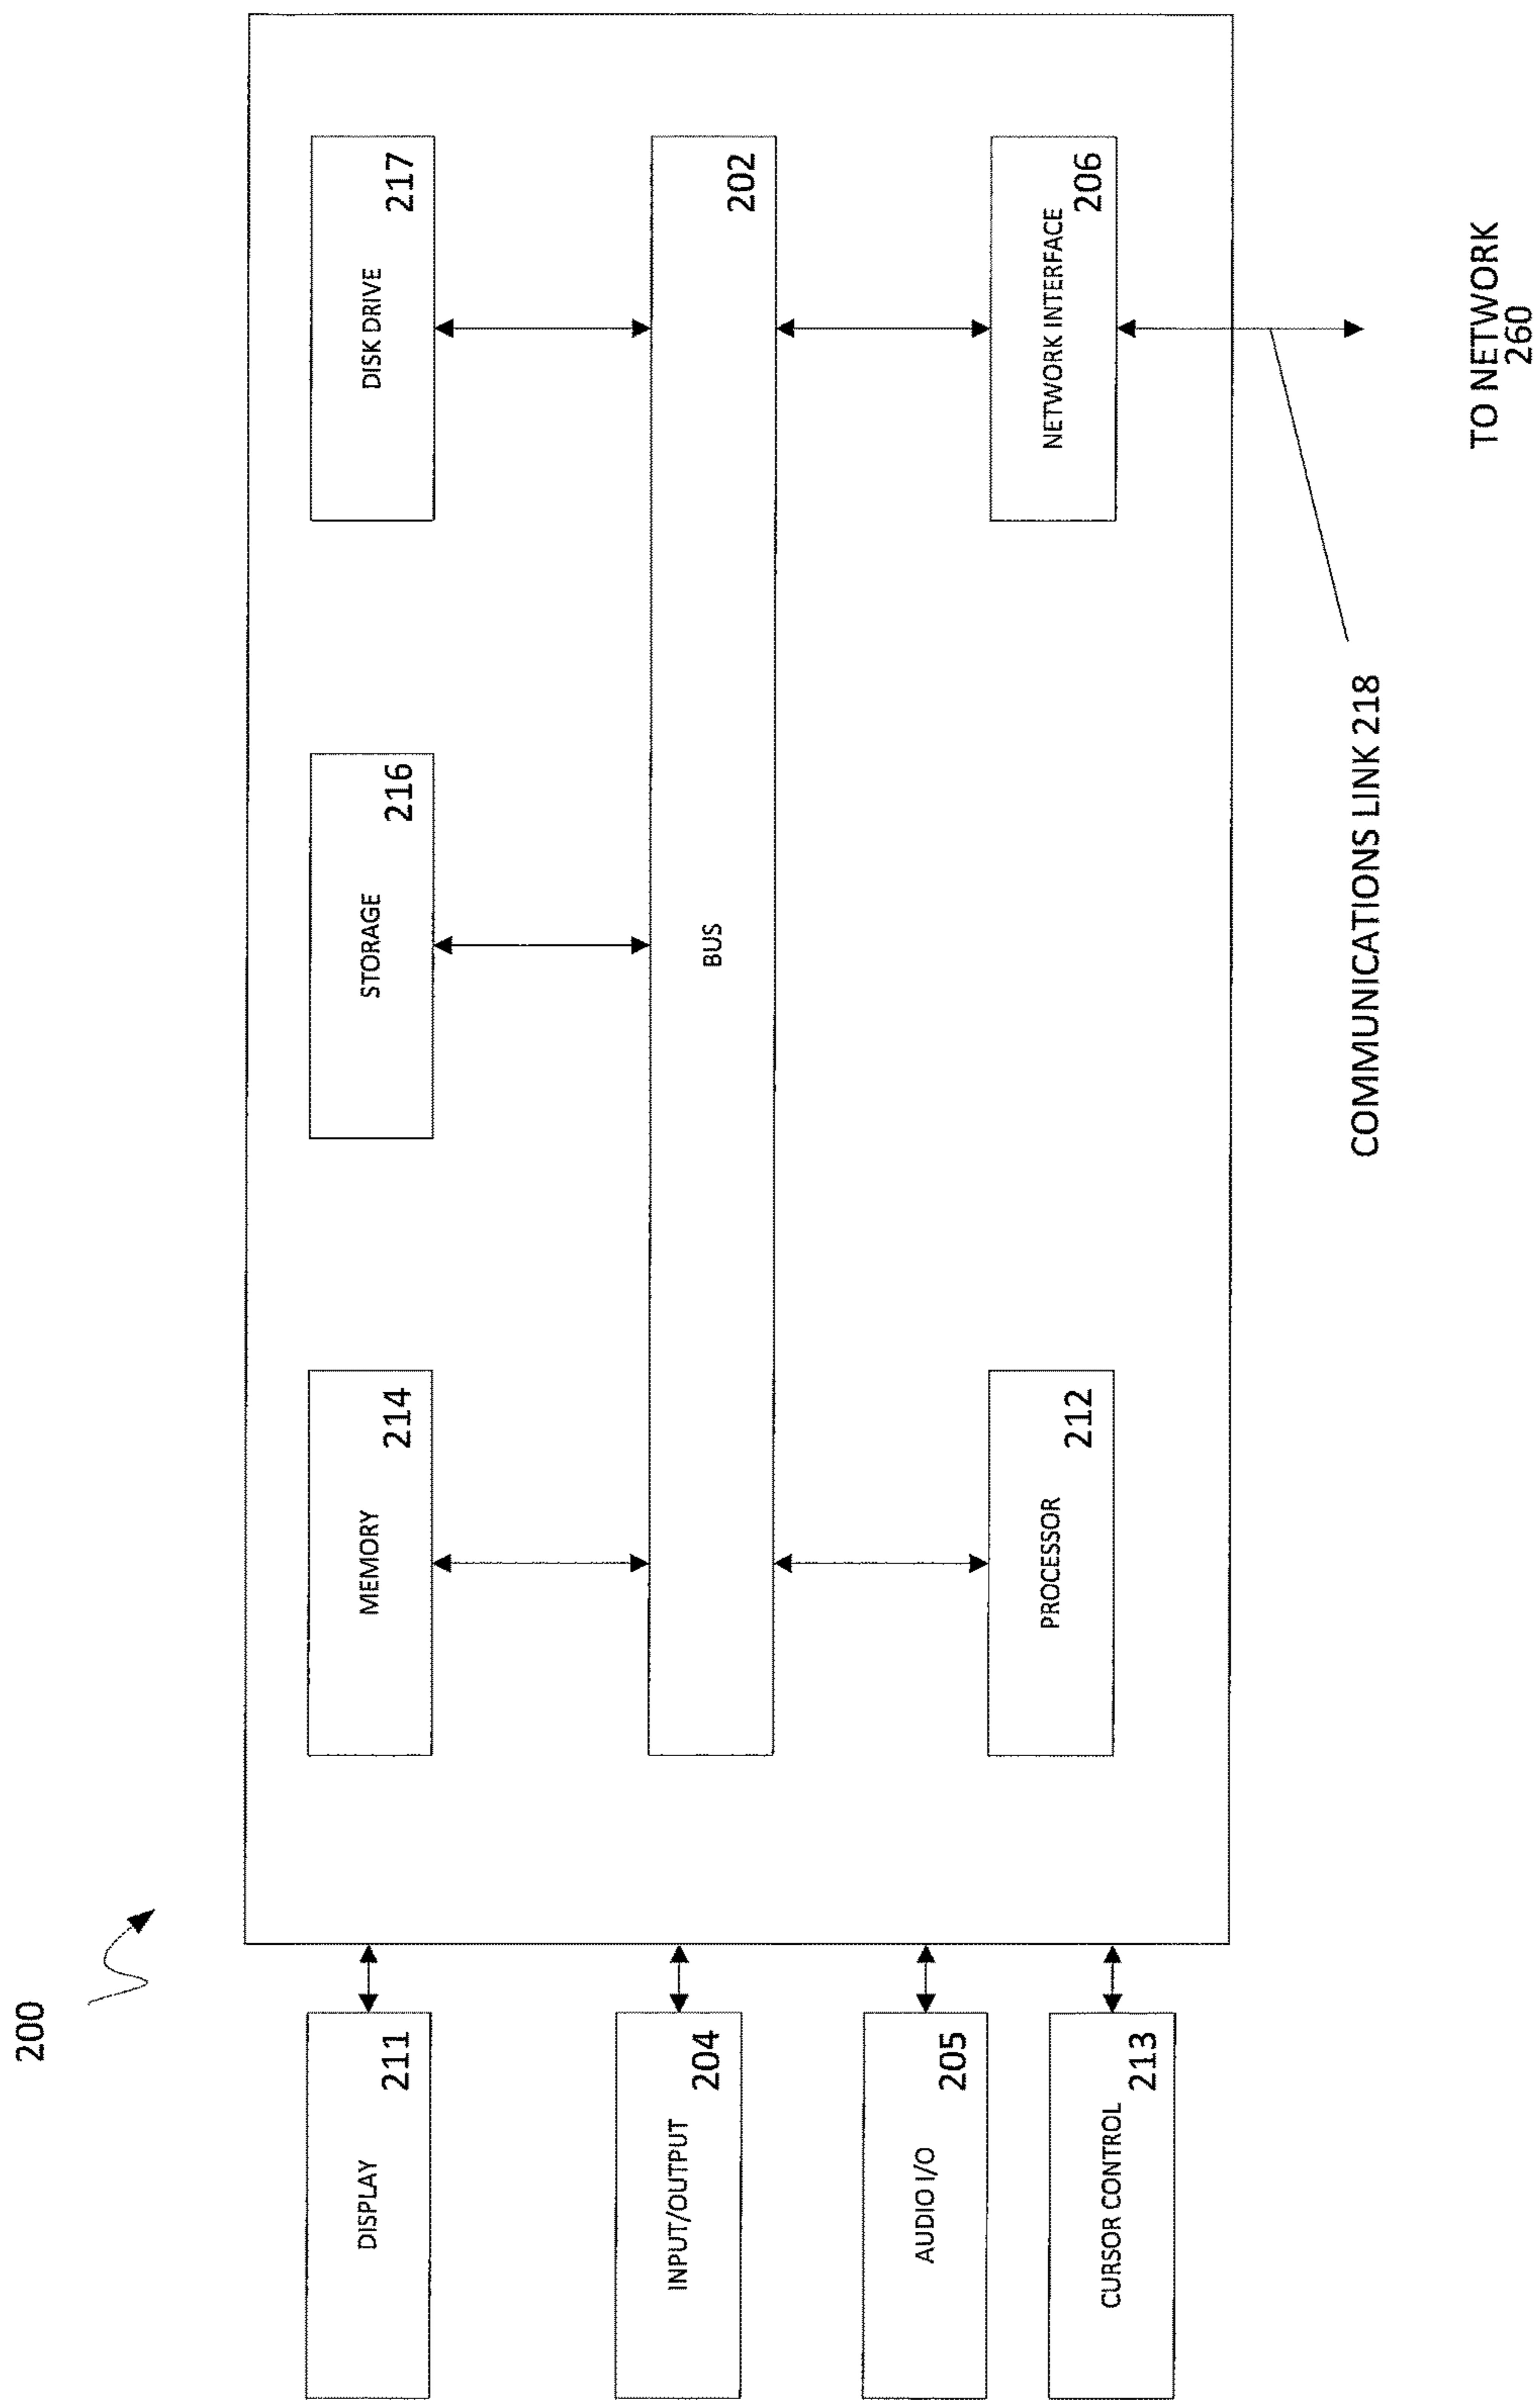 200
DISPLAY
211
INPUT/OUTPUT
204
AUDIO I/O
205
CURSOR CONTROL
213
MEMORY
214
STORAGE
216
DISK DRIVE
217
BUS
202
PROCESSOR
212
NETWORK INTERFACE
206
COMMUNICATIONS LINK 218
TO NETWORK
260